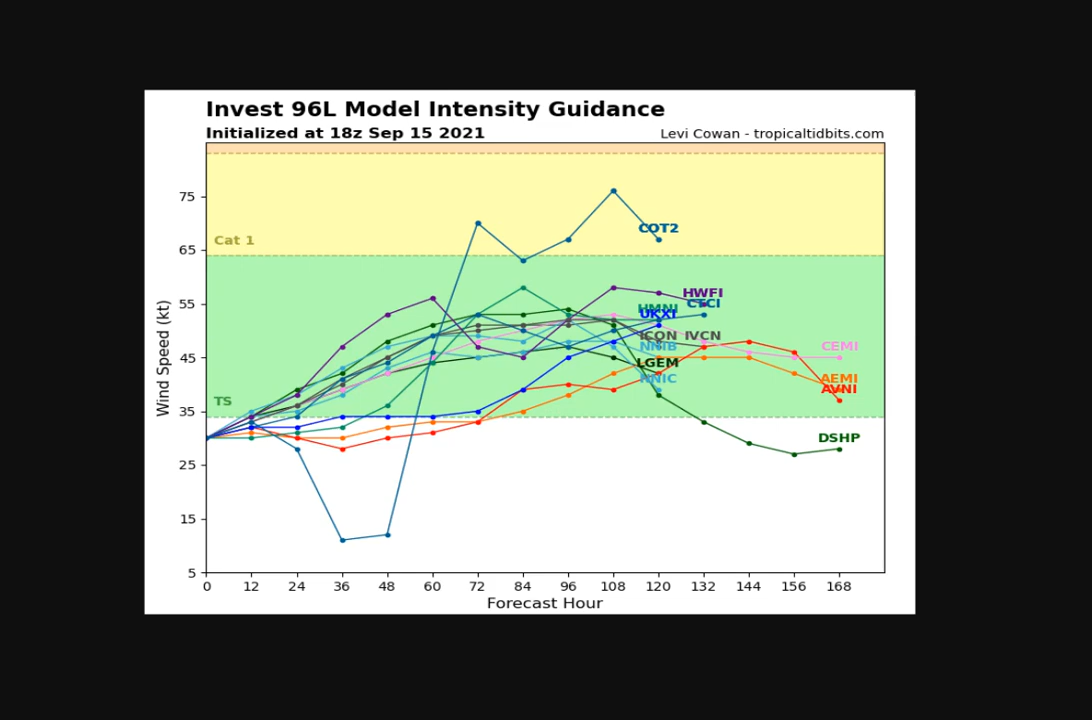 Invest 96L Model Intensity Guidance
Initialized at 18z Sep 15 2021
Levi Cowan - tropicaltidbits.com
75
65
55
45
35
25
15
5
Wind Speed (kt)
Cat 1
TS
COT2
HWFI
CTCI
HMNI
UKXI
ICON
IVCN
NNIB
CEMI
LGEM
NNIC
AEMI
AVNI
DSHP
0 12 24 36 48 60 72 84 96 108 120 132 144 156 168
Forecast Hour